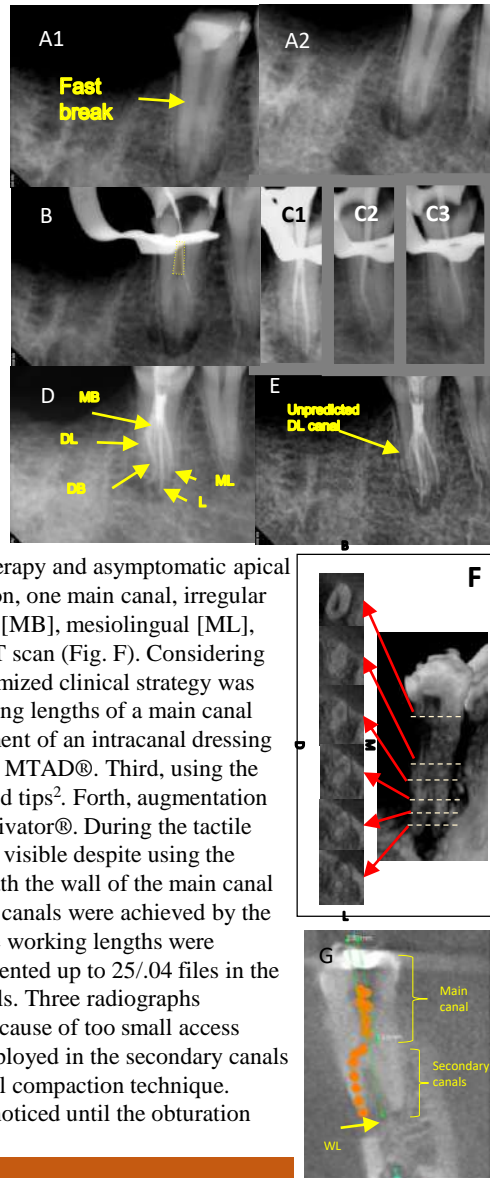 A1
A2
Fast
break
B
C1
C2
C3
D
MB
DL
DB
ML
L
E
Unpredicted
DL canal
erapy and asymptomatic apical
on, one main canal, irregular
[MB], mesiolingual [ML],
T scan (Fig. F). Considering
mized clinical strategy was
ng lengths of a main canal
ment of an intracanal dressing
MTAD®. Third, using the
d tips². Forth, augmentation
ivator®. During the tactile
visible despite using the
ath the wall of the main canal
canals were achieved by the
working lengths were
ented up to 25/.04 files in the
ls. Three radiographs
cause of too small access
ployed in the secondary canals
l compaction technique.
noticed until the obturation
B
F
D
M
L
G
Main
canal
Secondary
canals
WL